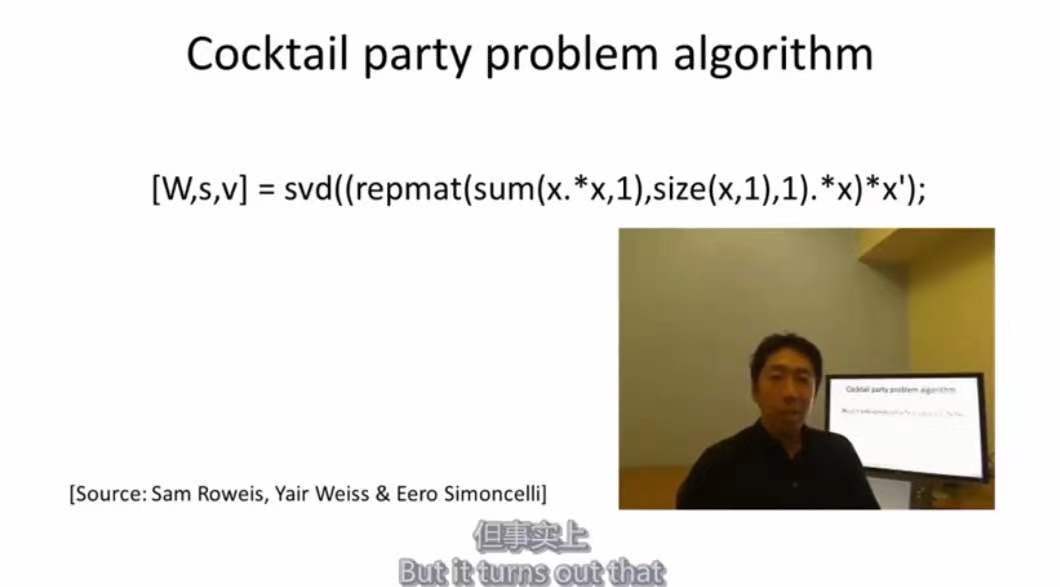 Cocktail party problem algorithm
[W,s,v] = svd((repmat(sum(x.*x,1),size(x,1),1).*x)*x');
Cocktail party problem algorithm
[Source: Sam Roweis, Yair Weiss & Eero Simoncelli]
但事实上
But it turns out that